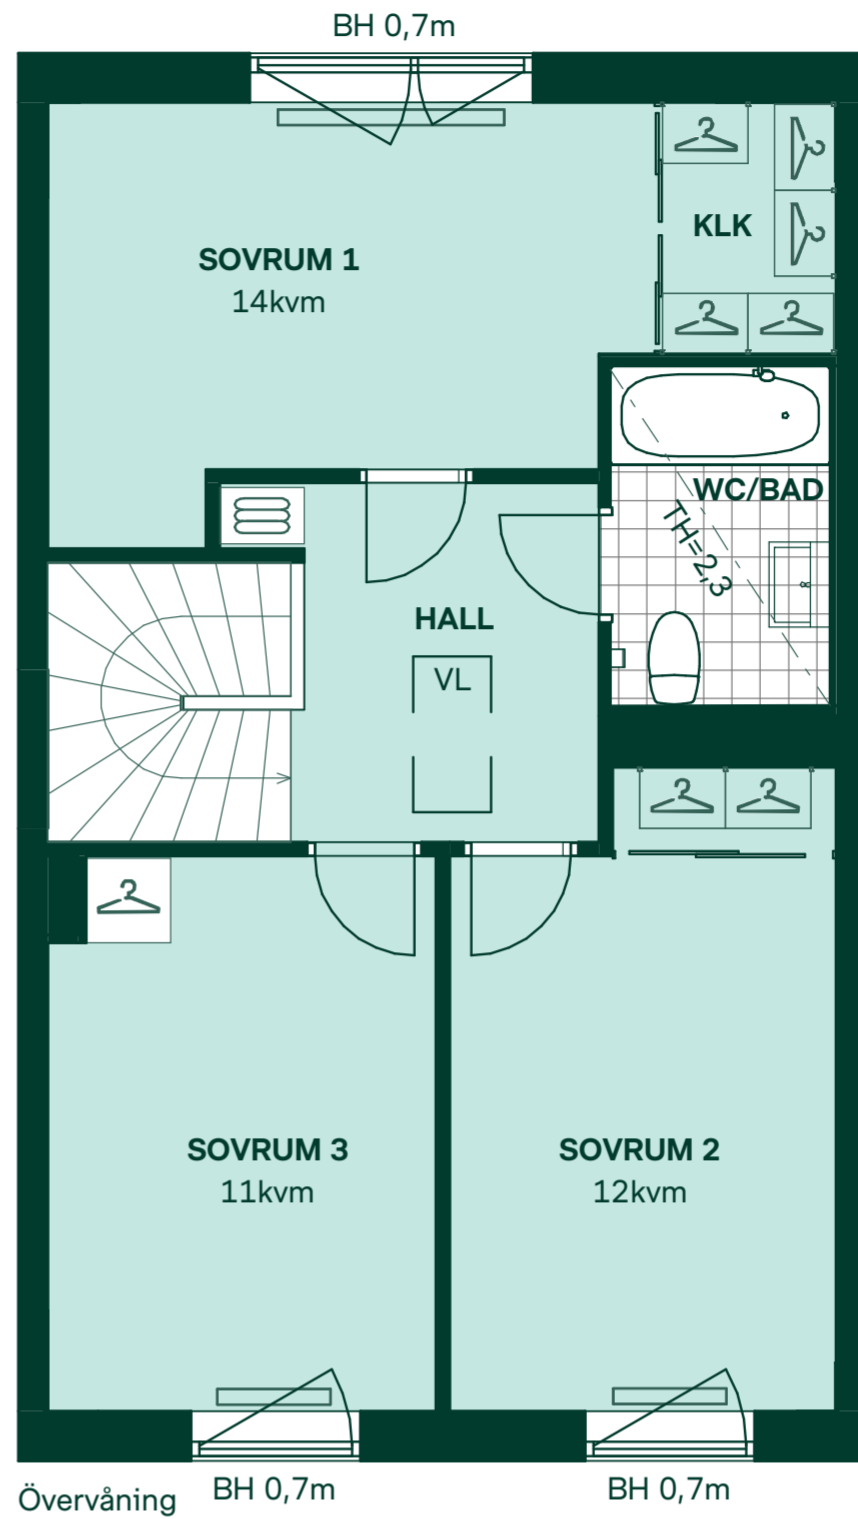 BH 0,7m
SOVRUM 1
14kvm
KLK
WC/BAD
TH=2,3
HALL
VL
SOVRUM 3
11kvm
SOVRUM 2
12kvm
Övervåning
BH 0,7m
BH 0,7m